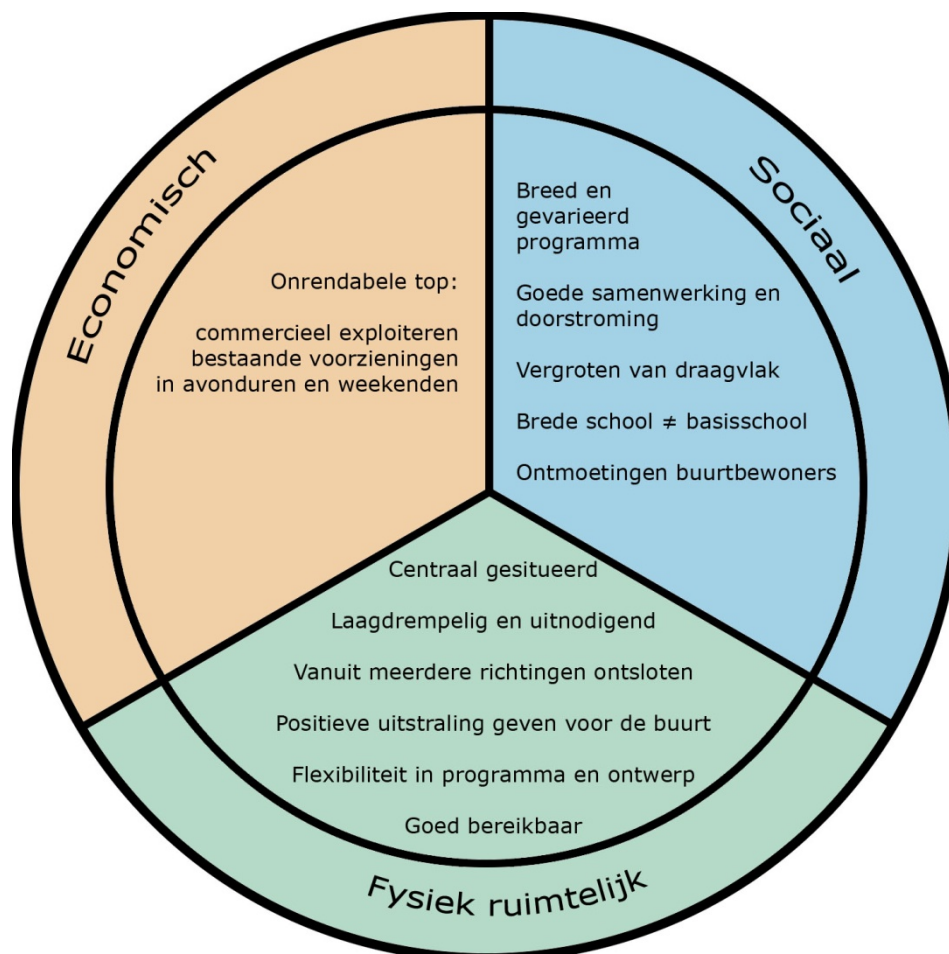 Economisch
Onrendabele top:
commercieel exploiteren
bestaande voorzieningen
in avonduren en weekenden
Sociaal
Breed en
gevarieerd
programma
Goede samenwerking en
doorstroming
Vergroten van draagvlak
Brede school ≠ basisschool
Ontmoetingen buurtbewoners
Centraal gesitueerd
Laagdrempelig en uitnodigend
Vanuit meerdere richtingen ontsloten
Positieve uitstraling geven voor de buurt
Flexibiliteit in programma en ontwerp
Goed bereikbaar
Fysiek ruimtelijk